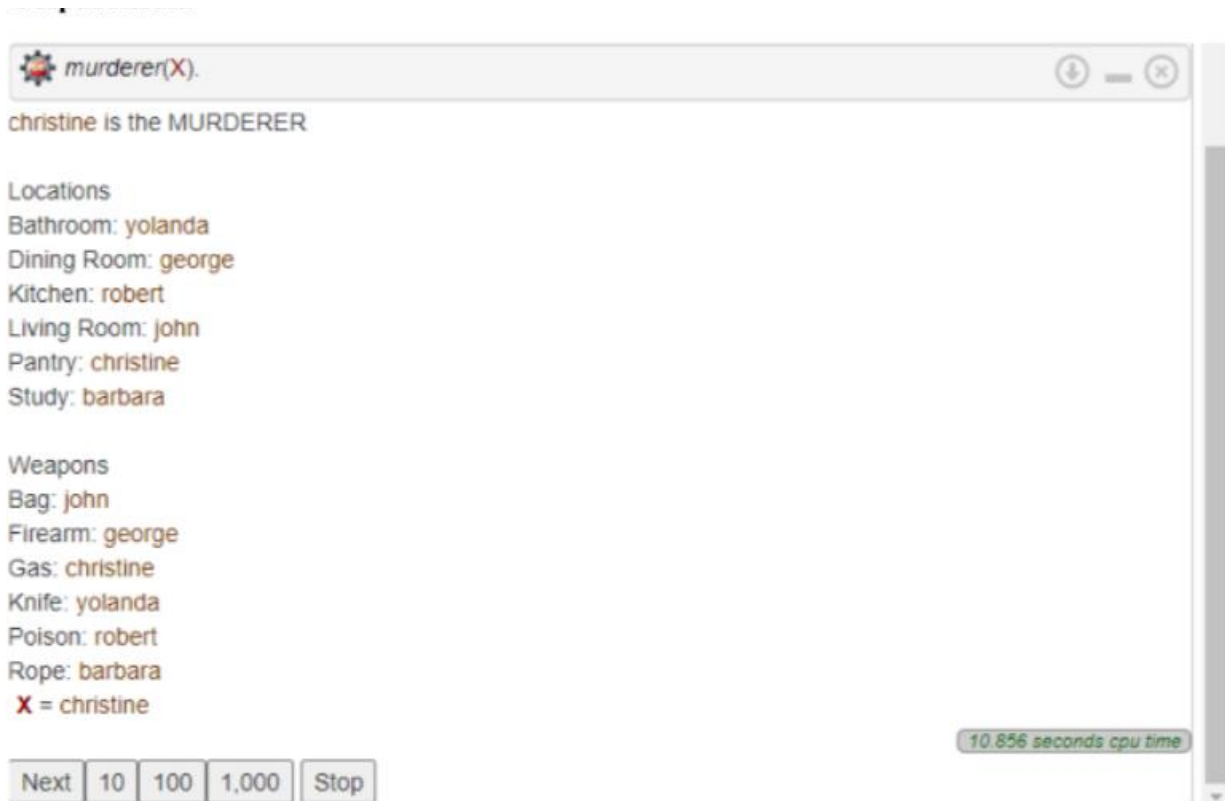 murderer(X).
christine is the MURDERER
Locations
Bathroom: yolanda
Dining Room: george
Kitchen: robert
Living Room: john
Pantry: christine
Study: barbara
Weapons
Bag: john
Firearm: george
Gas: christine
Knife: yolanda
Poison: robert
Rope: barbara
X = christine
10.856 seconds cpu time
Next 10 100 1,000 Stop